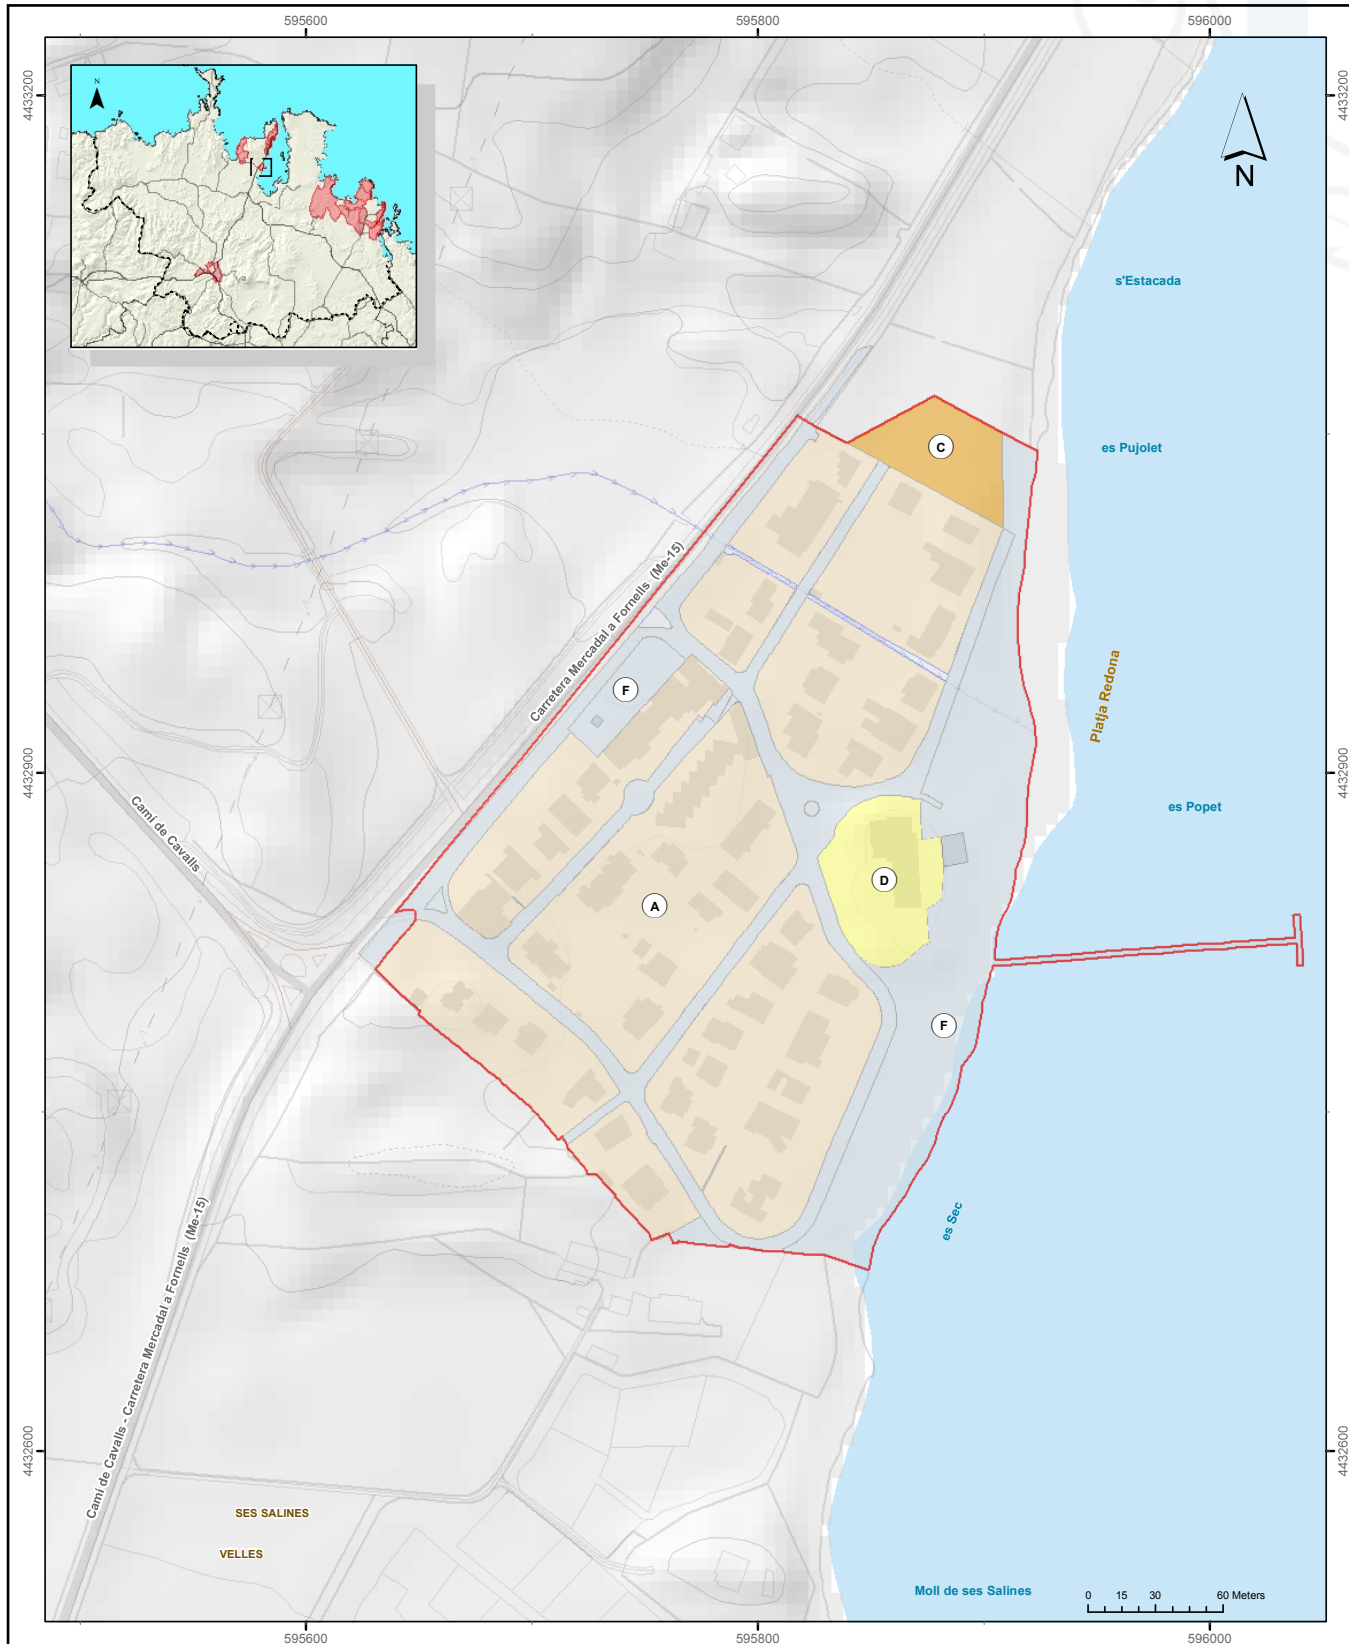 595600
595800
596000
4433200
4433200
N
N
s'Estacada
es Pujolet
C
Carretera Mercadal a Fornells (Me-15)
F
Platja Redona
4432900
4432900
Camí de Cavalls
es Popet
D
A
F
es Sec
Camí de Cavalls - Carretera Mercadal a Fornells (Me-15)
4432600
4432600
SES SALINES
VELLES
Moll de ses Salines
0 15 30 60 Meters
595600
595800
596000